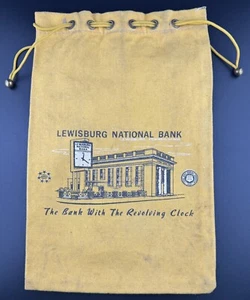 LEWISBURG NATIONAL BANK
The Bank With The Revolving Clock